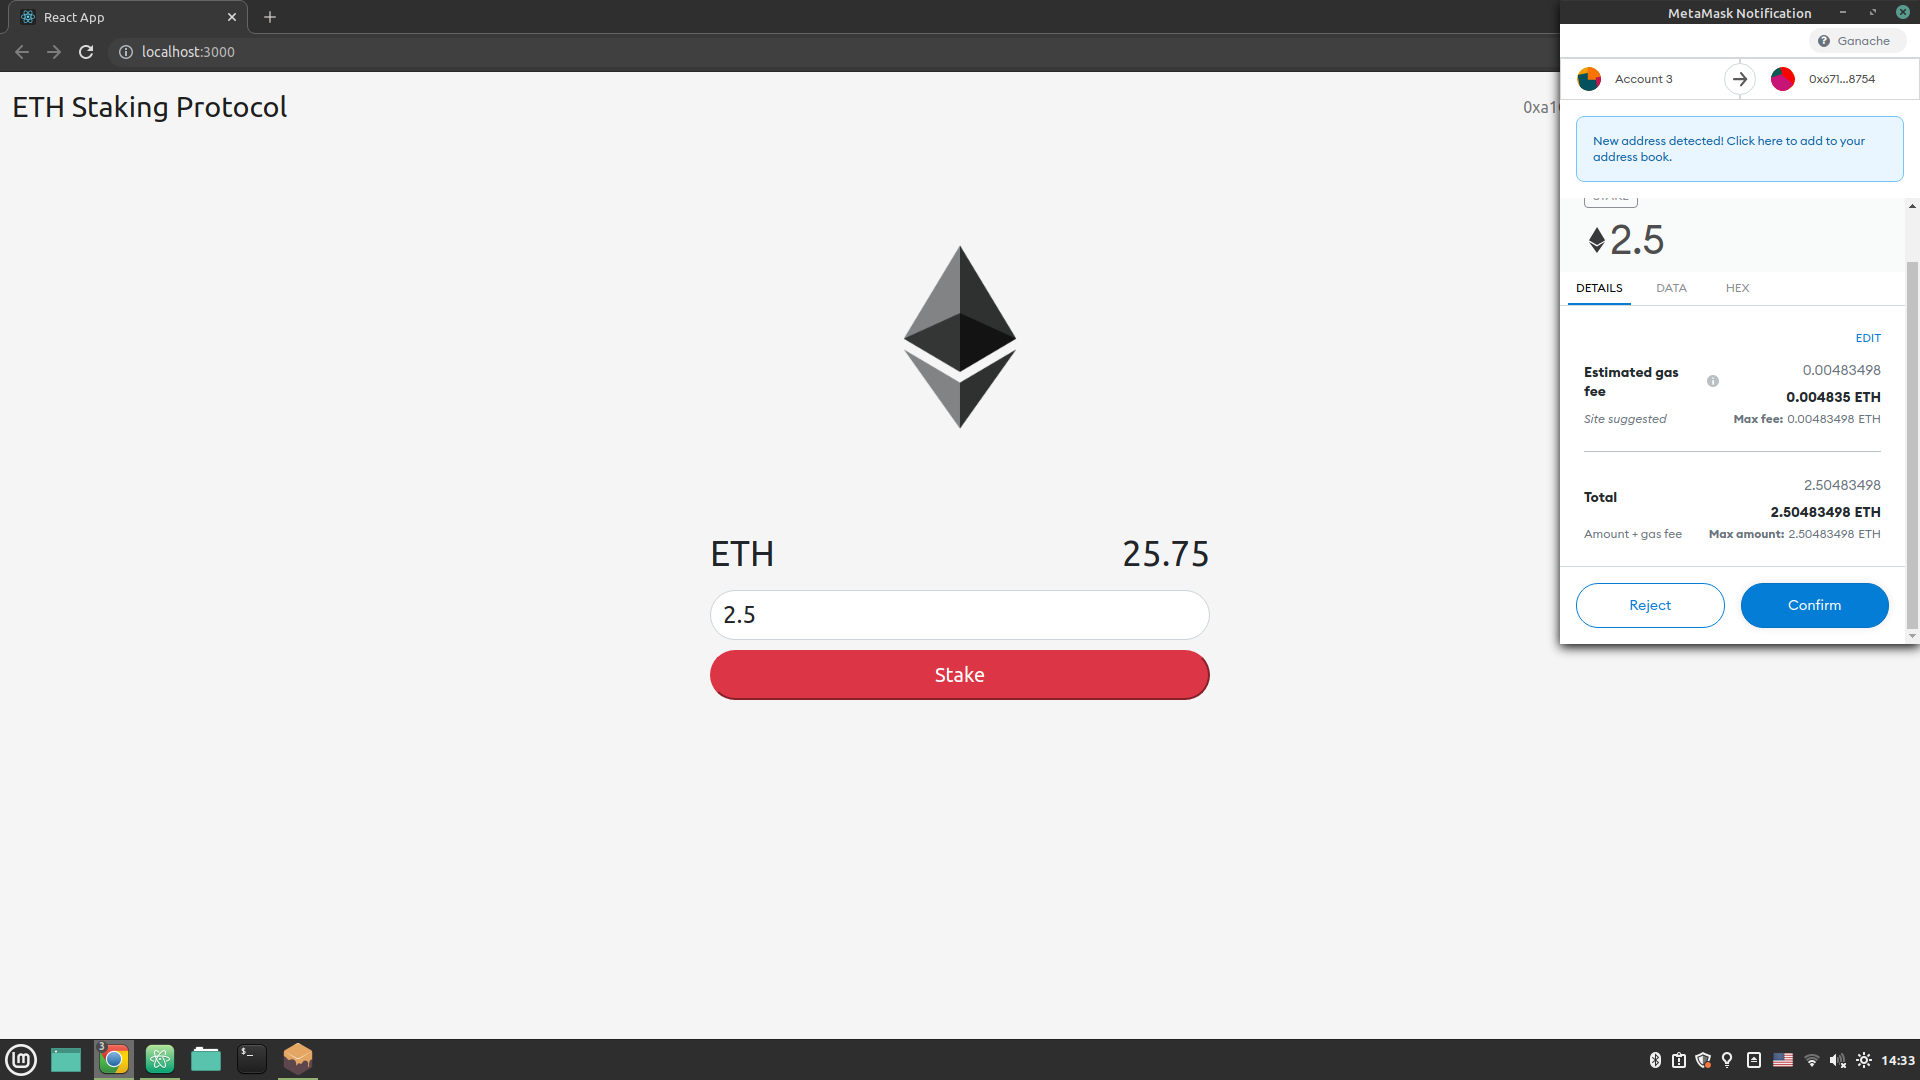 React App
localhost:3000
ETH Staking Protocol
ETH 25.75
2.5
Stake
MetaMask Notification
Ganache
Account 3
0x671...8754
New address detected! Click here to add to your
address book.
2.5
DETAILS DATA HEX
EDIT
Estimated gas
fee
0.00483498
0.004835 ETH
Site suggested
Max fee: 0.00483498 ETH
2.50483498
Total
2.50483498 ETH
Amount + gas fee
Max amount: 2.50483498 ETH
Reject
Confirm
3
14:33